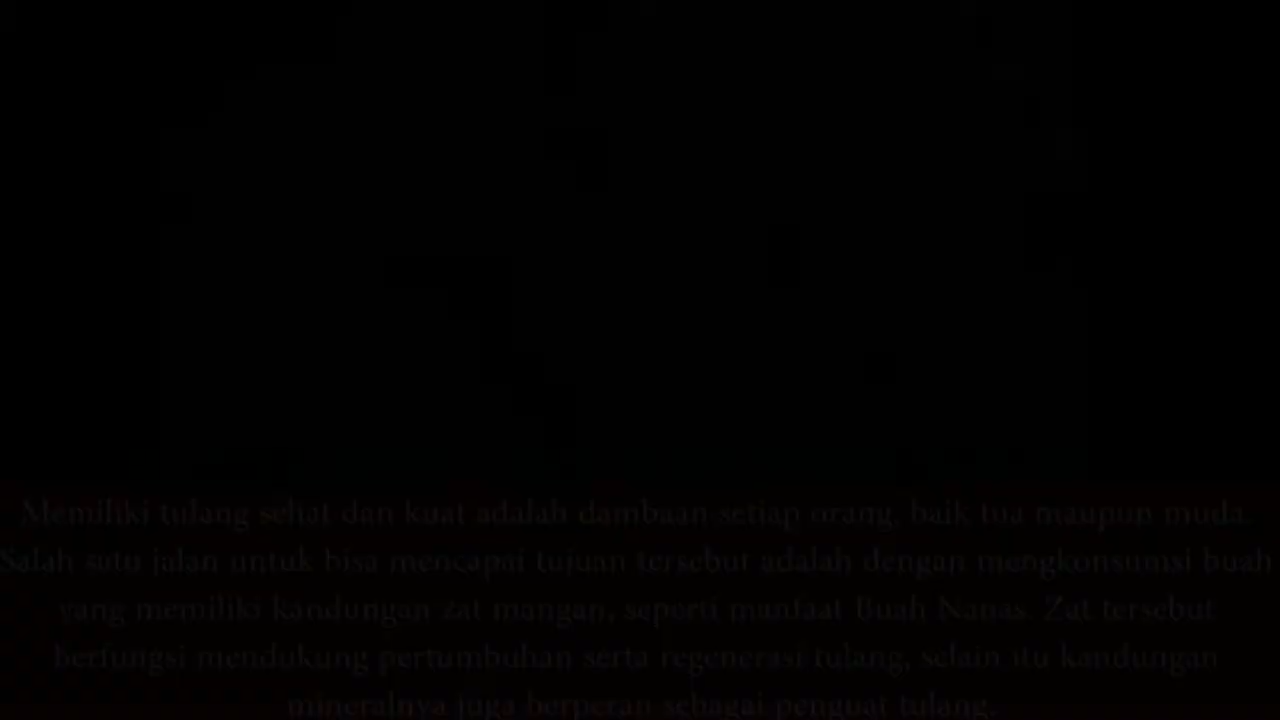 Memiliki tulang sehat dan kuat adalah dambaan setiap orang, baik tua maupun muda.
Salah satu jalan untuk bisa mencapai tujuan tersebut adalah dengan mengkonsumsi buah
yang memiliki kandungan zat mangan, seperti manfaat Buah Nanas. Zat tersebut
berfungsi mendukung pertumbuhan serta regenerasi tulang, selain itu kandungan
mineralnya juga berperan sebagai penguat tulang.